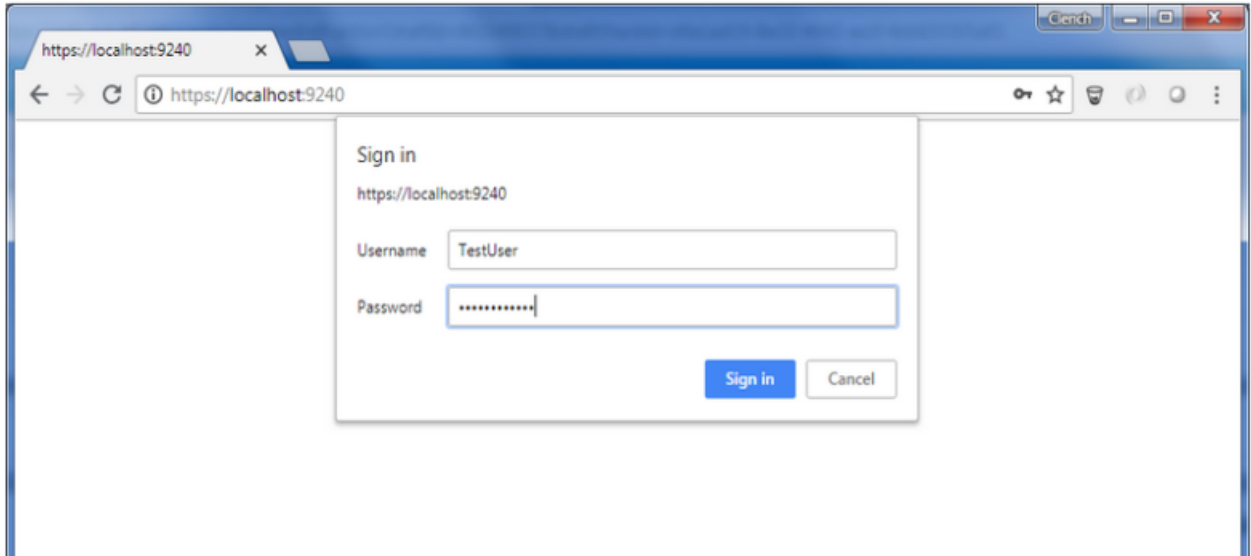 Clench
https://localhost:9240
https://localhost:9240
Sign in
https://localhost:9240
Username TestUser
Password ••••••••••••
Sign in Cancel